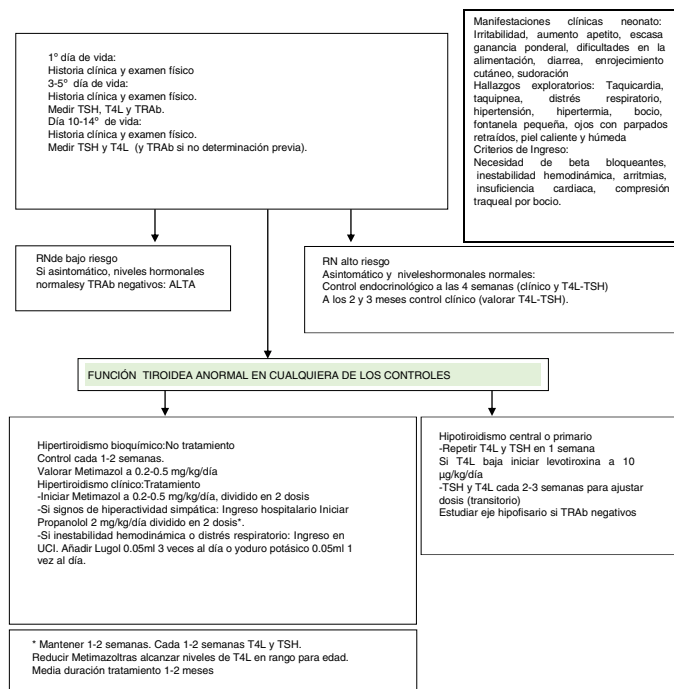 1º día de vida:
Historia clínica y examen físico
3-5º día de vida:
Historia clínica y examen físico.
Medir TSH, T4L y TRAb.
Día 10-14º de vida:
Historia clínica y examen físico.
Medir TSH y T4L (y TRAb si no determinación previa).
Manifestaciones clínicas neonato:
Irritabilidad, aumento apetito, escasa
ganancia ponderal, dificultades en la
alimentación, diarrea, enrojecimiento
cutáneo, sudoración
Hallazgos exploratorios: Taquicardia,
taquipnea, distrés respiratorio,
hipertensión, hipertermia, bocio,
fontanela pequeña, ojos con parpados
retraídos, piel caliente y húmeda
Criterios de Ingreso:
Necesidad de beta bloqueantes,
inestabilidad hemodinámica, arritmias,
insuficiencia cardiaca, compresión
traqueal por bocio.
RNde bajo riesgo
Si asintomático, niveles hormonales
normalesy TRAb negativos: ALTA
RN alto riesgo
Asintomático y niveleshormonales normales:
Control endocrinológico a las 4 semanas (clínico y T4L-TSH)
A los 2 y 3 meses control clínico (valorar T4L-TSH).
FUNCIÓN TIROIDEA ANORMAL EN CUALQUIERA DE LOS CONTROLES
Hipertiroidismo bioquímico:No tratamiento
Control cada 1-2 semanas.
Valorar Metimazol a 0.2-0.5 mg/kg/día
Hipertiroidismo clínico:Tratamiento
-Iniciar Metimazol a 0.2-0.5 mg/kg/día, dividido en 2 dosis
-Si signos de hiperactividad simpática: Ingreso hospitalario Iniciar
Propanolol 2 mg/kg/día dividido en 2 dosis*.
-Si inestabilidad hemodinámica o distrés respiratorio: Ingreso en
UCI. Añadir Lugol 0.05ml 3 veces al día o yoduro potásico 0.05ml 1
vez al día.
Hipotiroidismo central o primario
-Repetir T4L y TSH en 1 semana
Si T4L baja iniciar levotiroxina a 10
µg/kg/día
-TSH y T4L cada 2-3 semanas para ajustar
dosis (transitorio)
Estudiar eje hipofisario si TRAb negativos
* Mantener 1-2 semanas. Cada 1-2 semanas T4L y TSH.
Reducir Metimazoltras alcanzar niveles de T4L en rango para edad.
Media duración tratamiento 1-2 meses